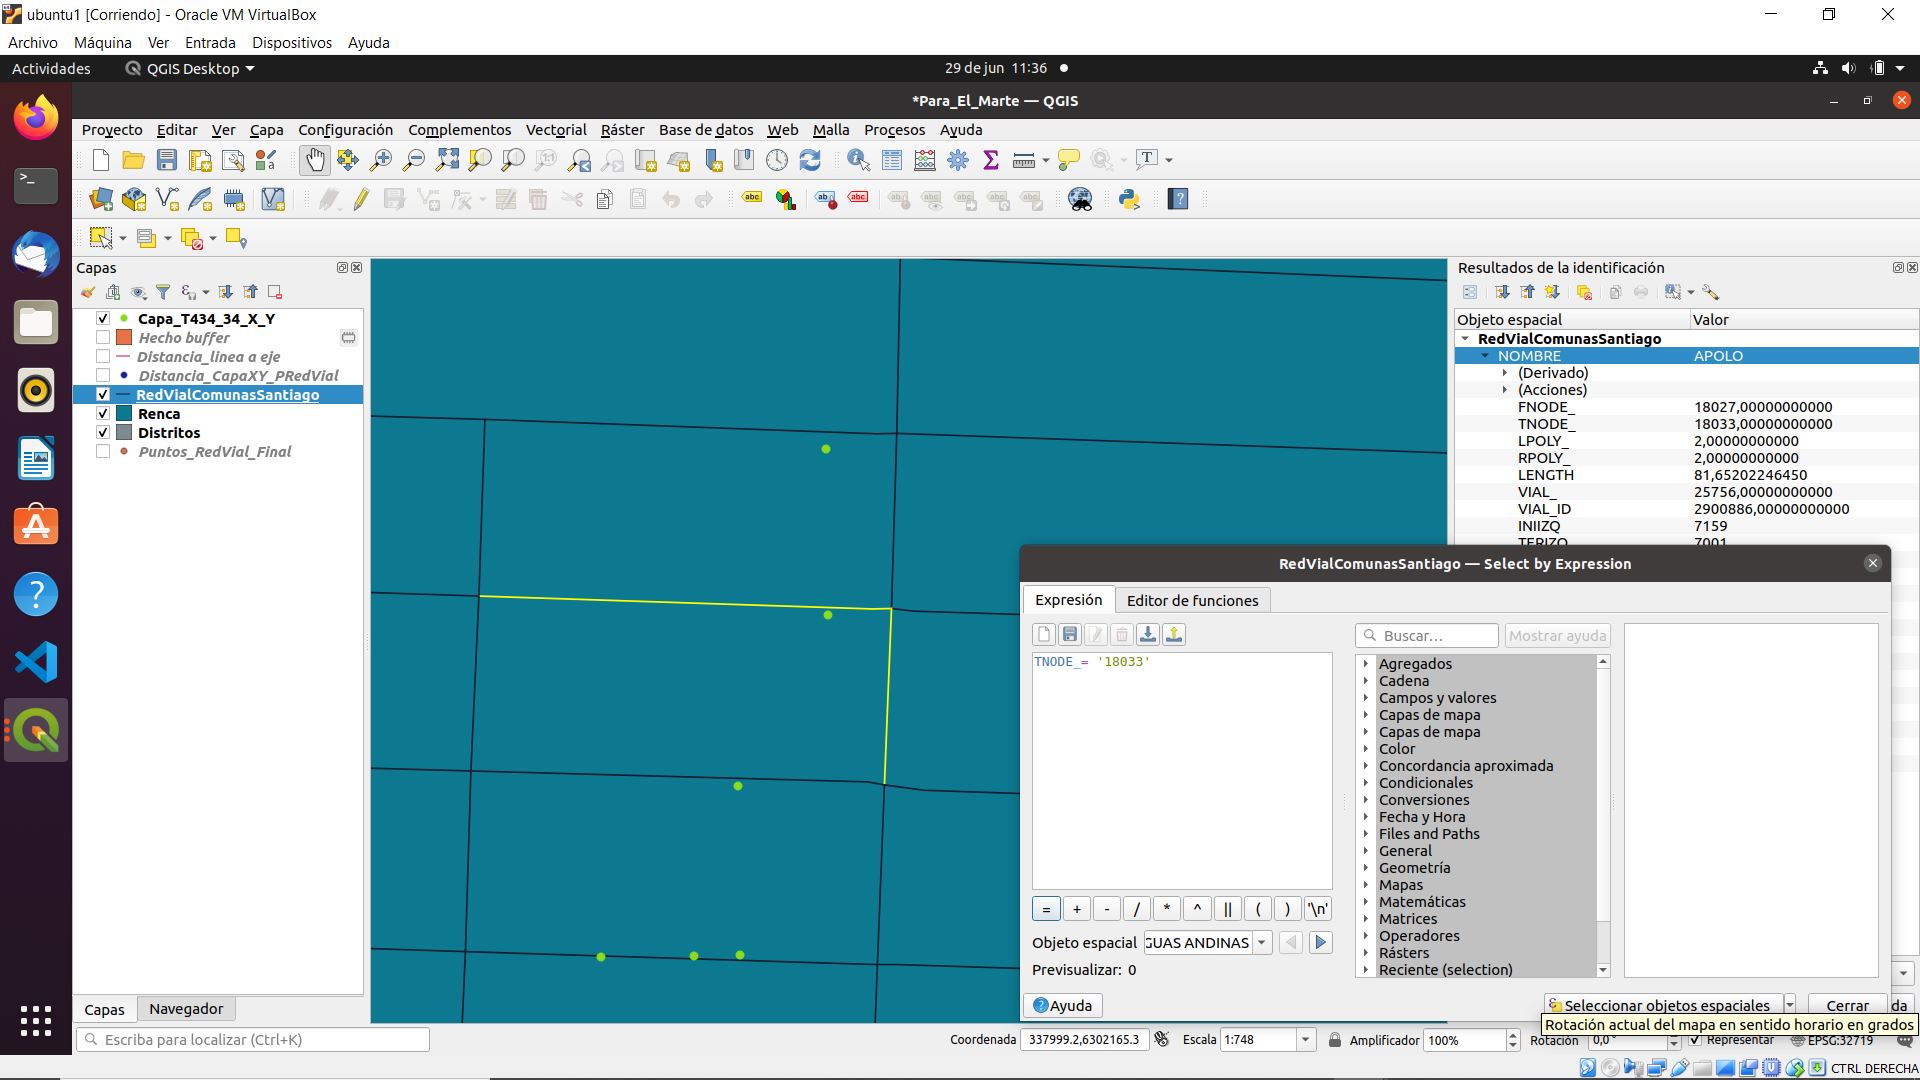 ubuntu1 [Corriendo] - Oracle VM VirtualBox
Archivo Máquina Ver Entrada Dispositivos Ayuda
Actividades QGIS Desktop 29 de jun 11:36
*Para_El_Marte — QGIS
Proyecto Editar Ver Capa Configuración Complementos Vectorial Ráster Base de datos Web Malla Procesos Ayuda
Capas
Capa_T434_34_X_Y
Hecho buffer
Distancia_linea a eje
Distancia_CapaXY_PRedVial
RedVialComunasSantiago
Renca
Distritos
Puntos_RedVial_Final
Resultados de la identificación
Objeto espacial Valor
RedVialComunasSantiago
NOMBRE APOLO
(Derivado)
(Acciones)
FNODE_ 18027,00000000000
TNODE_ 18033,00000000000
LPOLY_ 2,00000000000
RPOLY_ 2,00000000000
LENGTH 81,65202246450
VIAL_ 25756,00000000000
VIAL_ID 2900886,00000000000
INIIZQ 7159
TERIZQ 7001
RedVialComunasSantiago — Select by Expression
Expresión Editor de funciones
Buscar... Mostrar ayuda
TNODE_= '18033'
Agregados
Cadena
Campos y valores
Capas de mapa
Capas de mapa
Color
Concordancia aproximada
Condicionales
Conversiones
Fecha y Hora
Files and Paths
General
Geometría
Mapas
Matemáticas
Matrices
Operadores
Rásters
Reciente (selection)
= + - / * ^ || ( ) '\n'
Objeto espacial GUAS ANDINAS
Previsualizar: 0
Ayuda Seleccionar objetos espaciales Cerrar da
Rotación actual del mapa en sentido horario en grados
Capas Navegador
Escriba para localizar (Ctrl+K) Coordenada 337999.2,6302165.3 Escala 1:748 Amplificador 100% Rotación 0,0 ° Representar EPSG:32719
CTRL DERECHA